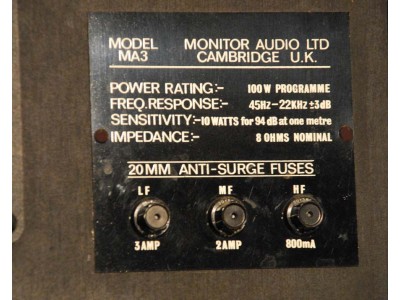 MODEL MONITOR AUDIO LTD
MA3 CAMBRIDGE U.K.
POWER RATING:- 100W PROGRAMME
FREQ.RESPONSE:- 45Hz-22KHz ±3dB
SENSITIVITY:-10 WATTS for 94 dB at one metre
IMPEDANCE:- 8 OHMS NOMINAL
20MM ANTI-SURGE FUSES
LF MF HF
3AMP 2AMP 800mA